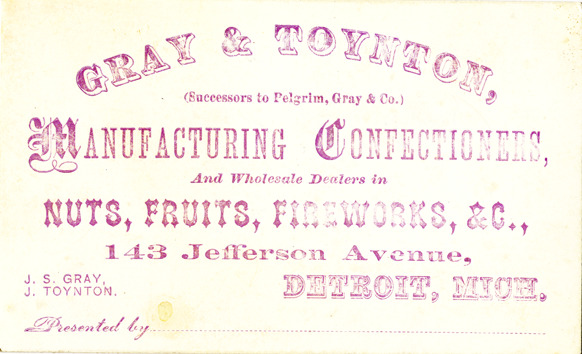 GRAY & TOYNTON,
(Successors to Pelgrim, Gray & Co.)
MANUFACTURING CONFECTIONERS,
And Wholesale Dealers in
NUTS, FRUITS, FIREWORKS, &C.,
143 Jefferson Avenue,
J. S. GRAY,
J. TOYNTON.
DETROIT, MICH.
Presented by